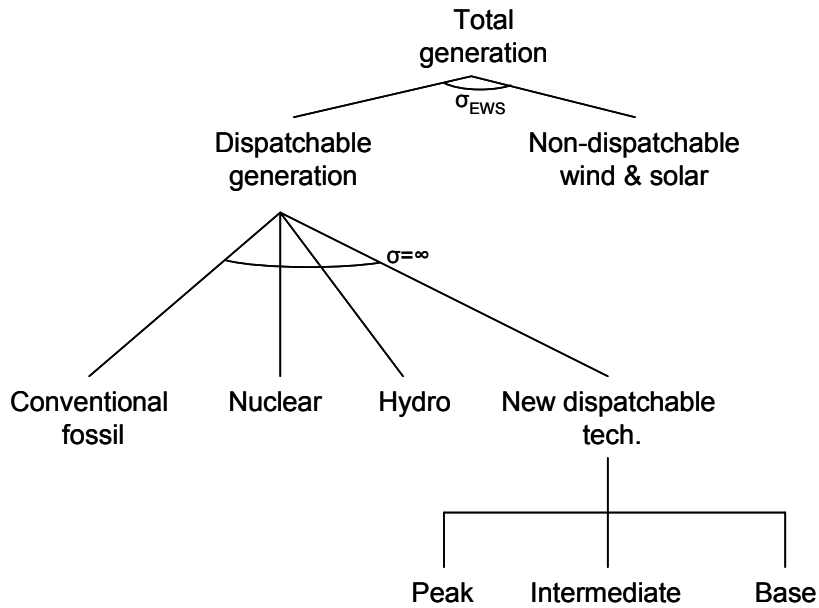 Total
generation
σEWS
Dispatchable
generation
Non-dispatchable
wind & solar
σ=∞
Conventional
fossil
Nuclear
Hydro
New dispatchable
tech.
Peak
Intermediate
Base